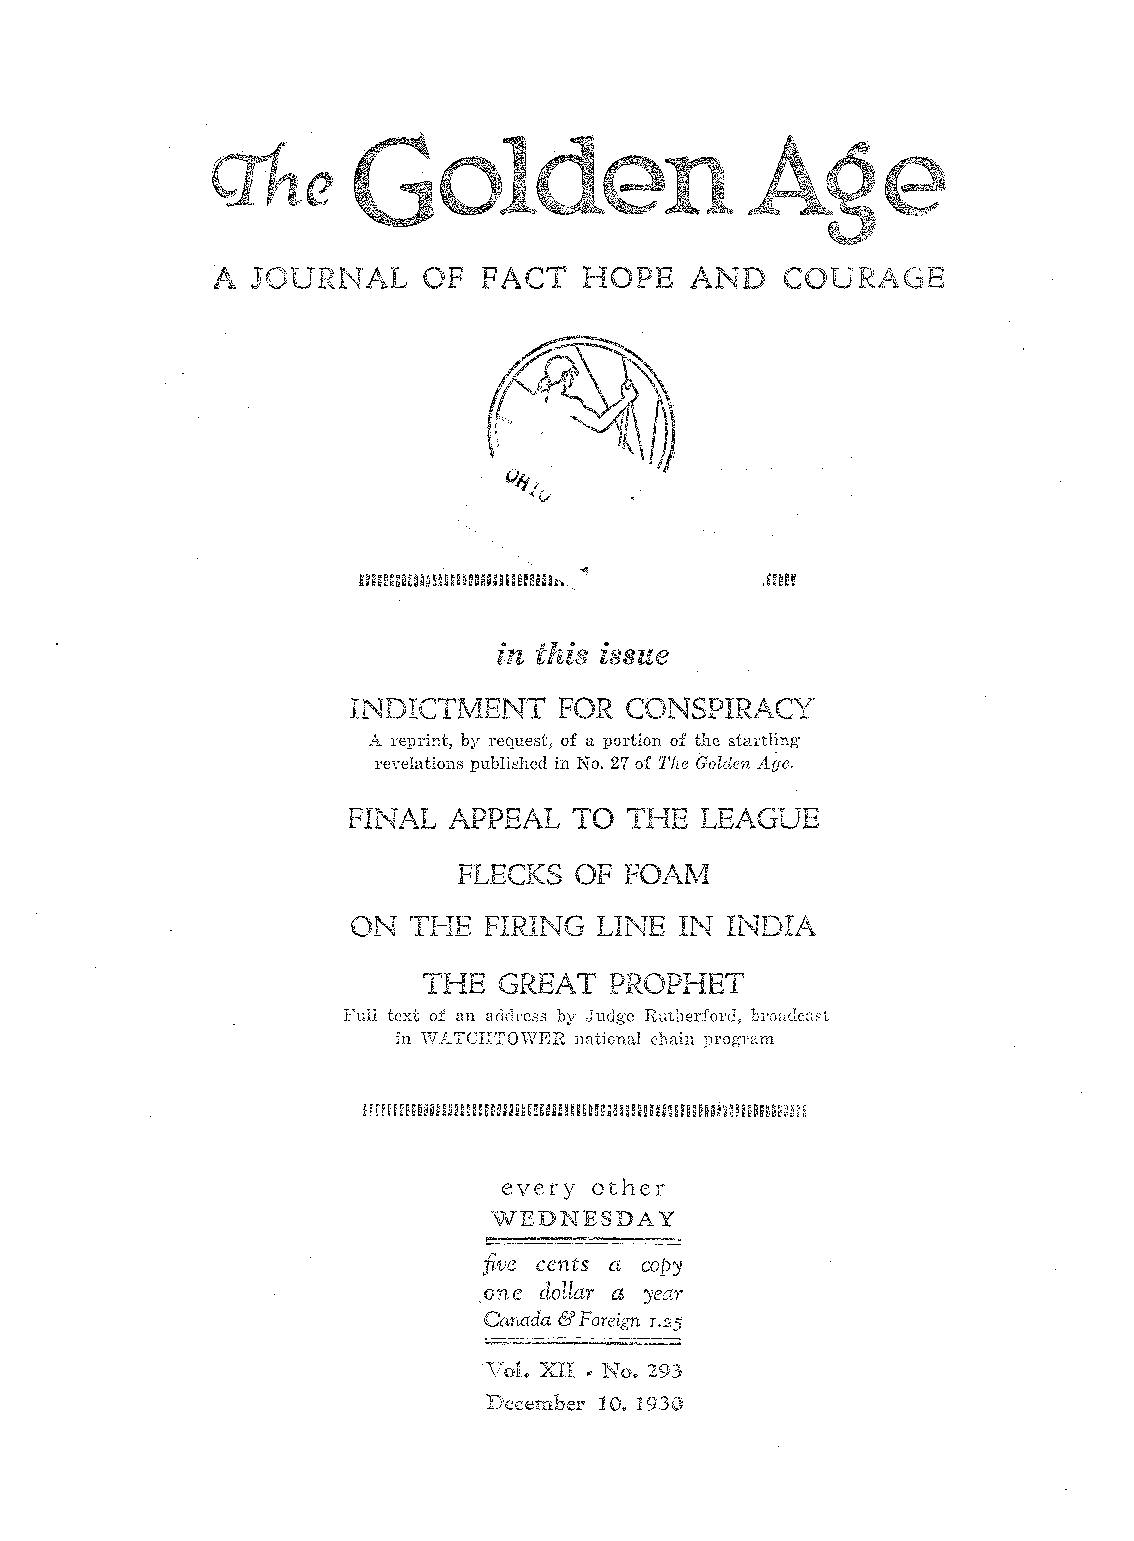 The Golden Age
A JOURNAL OF FACT HOPE AND COURAGE
OHIO
in this issue
INDICTMENT FOR CONSPIRACY
A reprint, by request, of a portion of the startling
revelations published in No. 27 of The Golden Age.
FINAL APPEAL TO THE LEAGUE
FLECKS OF FOAM
ON THE FIRING LINE IN INDIA
THE GREAT PROPHET
Full text of an address by Judge Rutherford, broadcast
in WATCHTOWER national chain program
every other
WEDNESDAY
five cents a copy
one dollar a year
Canada & Foreign 1.25
Vol. XII . No. 293
December 10, 1930